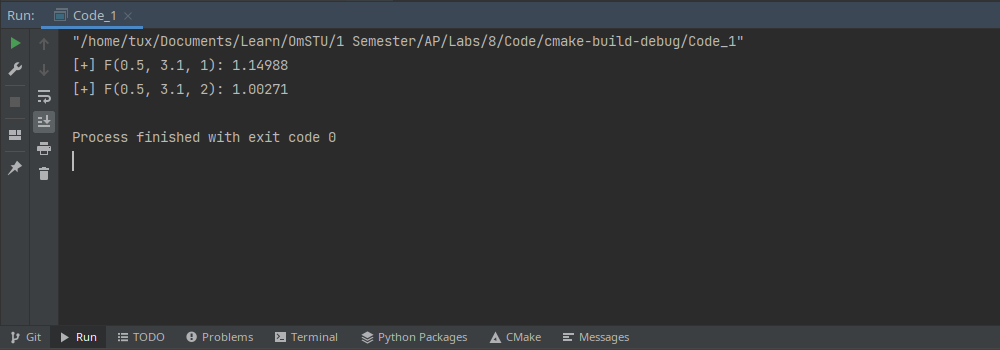 Run: Code_1
"/home/tux/Documents/Learn/OmSTU/1 Semester/AP/Labs/8/Code/cmake-build-debug/Code_1"
[+] F(0.5, 3.1, 1): 1.14988
[+] F(0.5, 3.1, 2): 1.00271
Process finished with exit code 0
Git Run TODO Problems Terminal Python Packages CMake Messages